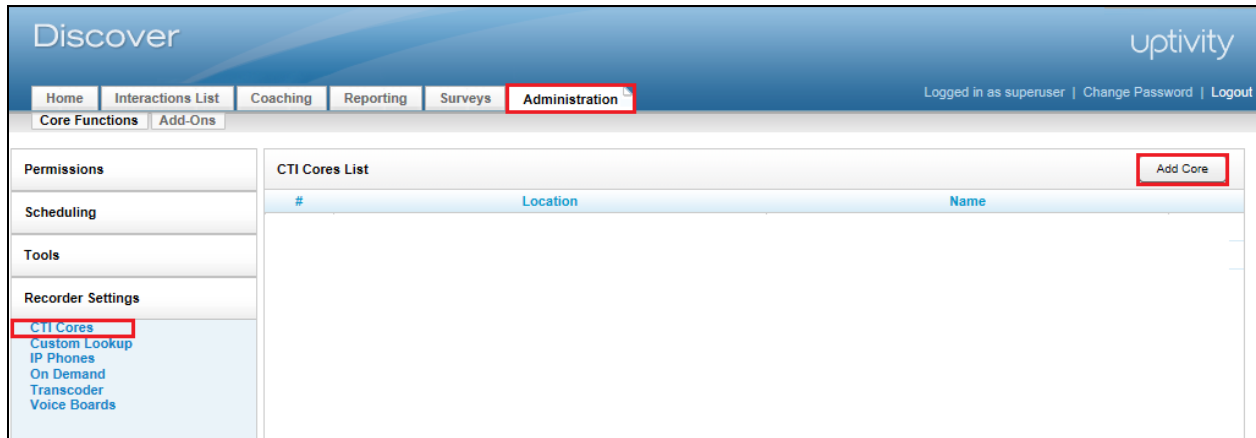 Discover
uptivity
Home Interactions List Coaching Reporting Surveys Administration Logged in as superuser | Change Password | Logout
Core Functions Add-Ons
Permissions
CTI Cores List Add Core
# Location Name
Scheduling
Tools
Recorder Settings
CTI Cores
Custom Lookup
IP Phones
On Demand
Transcoder
Voice Boards